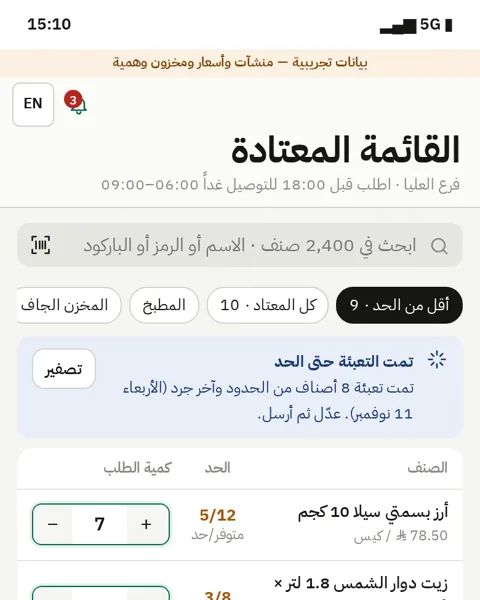 15:10
5G
بيانات تجريبية — منشآت وأسعار ومخزون وهمية
3
EN
القائمة المعتادة
فرع العليا · اطلب قبل 18:00 للتوصيل غداً 06:00–09:00
ابحث في 2,400 صنف · الاسم أو الرمز أو الباركود
أقل من الحد · 9
كل المعتاد · 10
المطبخ
المخزن الجاف
تمت التعبئة حتى الحد
تمت تعبئة 8 أصناف من الحدود وآخر جرد (الأربعاء
11 نوفمبر). عدّل ثم أرسل.
تصفير
الصنف
الحد
كمية الطلب
أرز بسمتي سيلا 10 كجم
78.50 ⃁ / كيس
5/12
متوفر/حد
+ 7 −
زيت دوار الشمس 1.8 لتر ×
3/8